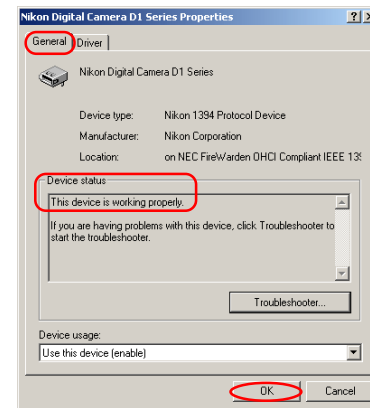 Nikon Digital Camera D1 Series Properties
General Driver
Nikon Digital Camera D1 Series
Device type: Nikon 1394 Protocol Device
Manufacturer: Nikon Corporation
Location: on NEC FireWarden OHCI Compliant IEEE
Device status
This device is working properly.
If you are having problems with this device, click Troubleshooter to
start the troubleshooter.
Troubleshooter...
Device usage:
Use this device (enable)
OK Cancel